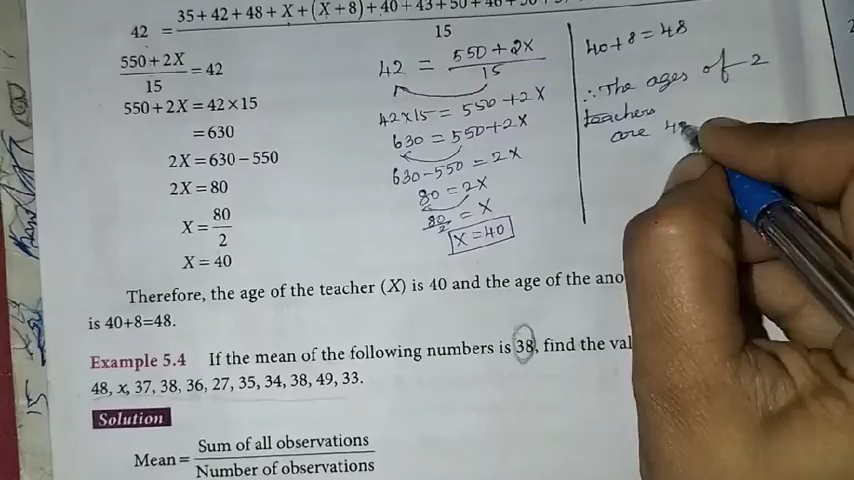 42 = 35 + 42 + 48 + X + (X + 8) + 40 + 43 + 50 + 46 +
15
550 + 2X
15
= 42
550 + 2X = 42 × 15
= 630
2X = 630 − 550
2X = 80
X = 80
2
X = 40
42 = 550 + 2X
15
42 x 15 = 550 + 2X
630 = 550 + 2X
630 - 550 = 2X
80 = 2X
80/2 = X
X = 40
40 + 8 = 48
∴ The ages of 2
teachers
are 48
Therefore, the age of the teacher (X) is 40 and the age of the
is 40+8=48.
Example 5.4 If the mean of the following numbers is 38, find the
48, x, 37, 38, 36, 27, 35, 34, 38, 49, 33.
Solution
Mean = Sum of all observations
Number of observations